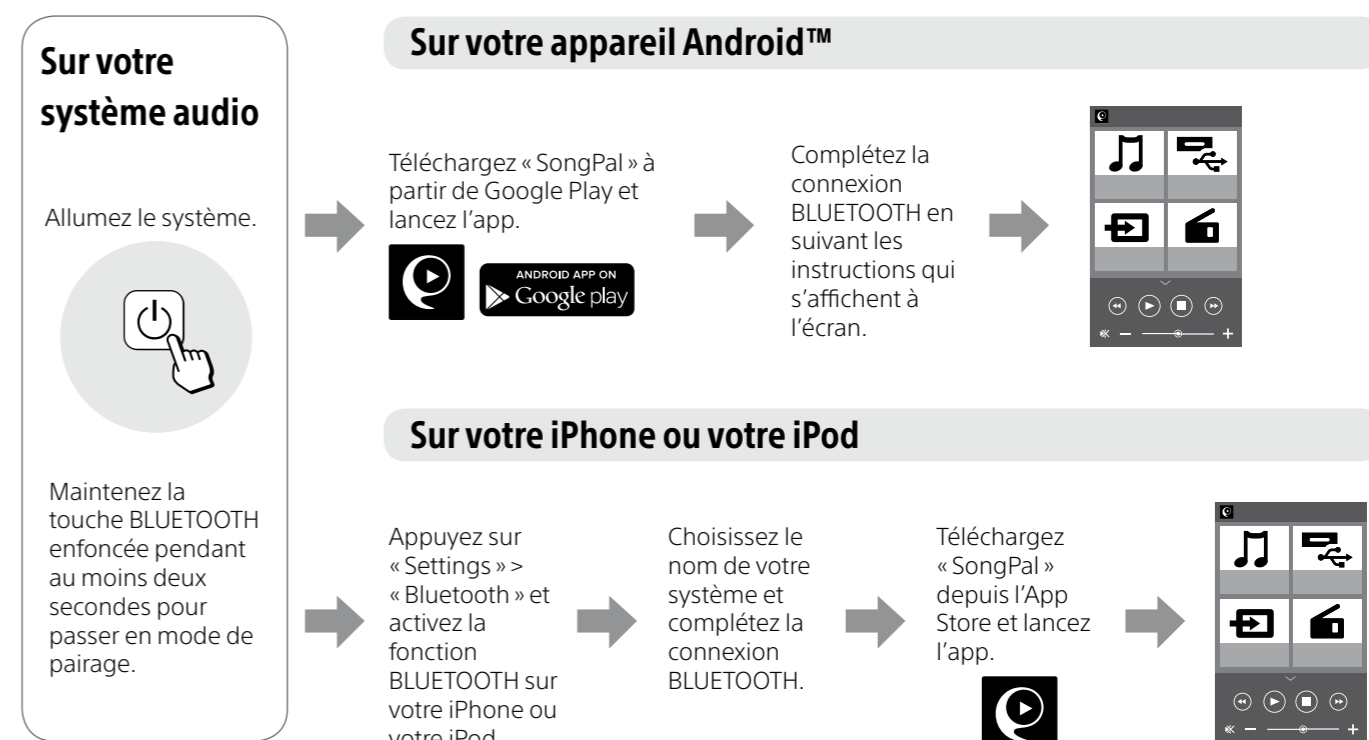 Sur votre
système audio
Allumez le système.
Maintenez la
touche BLUETOOTH
enfoncée pendant
au moins deux
secondes pour
passer en mode de
pairage.
Sur votre appareil Android™
Téléchargez « SongPal » à
partir de Google Play et
lancez l’app.
ANDROID APP ON
Google play
Complétez la
connexion
BLUETOOTH en
suivant les
instructions qui
s’affichent à
l’écran.
Sur votre iPhone ou votre iPod
Appuyez sur
« Settings » >
« Bluetooth » et
activez la
fonction
BLUETOOTH sur
votre iPhone ou
votre iPod
Choisissez le
nom de votre
système et
complétez la
connexion
BLUETOOTH.
Téléchargez
« SongPal »
depuis l’App
Store et lancez
l’app.